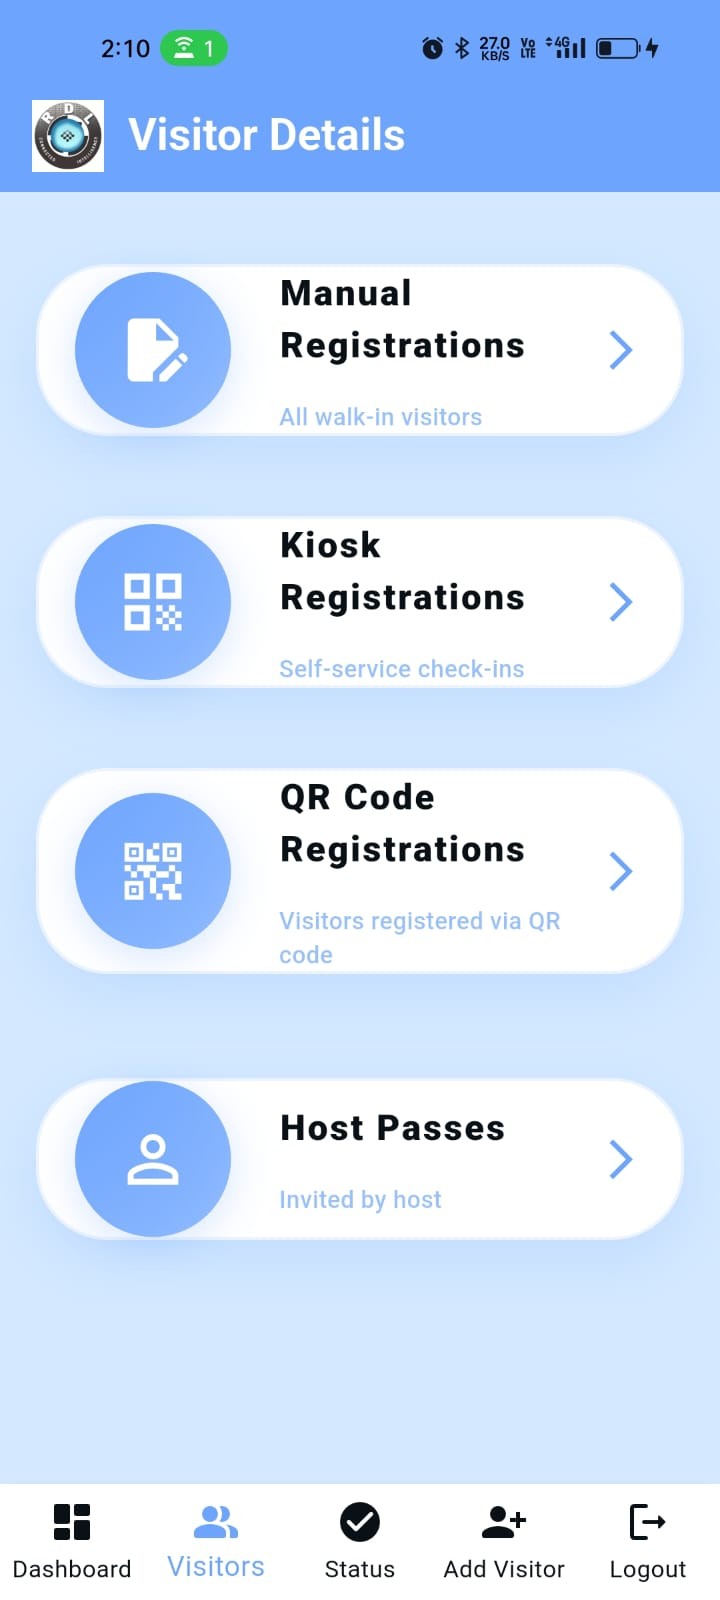 2:10 1 27.0 KB/S Vo LTE 4G
RDL
Visitor Details
Manual
Registrations
All walk-in visitors
Kiosk
Registrations
Self-service check-ins
QR Code
Registrations
Visitors registered via QR
code
Host Passes
Invited by host
Dashboard Visitors Status Add Visitor Logout